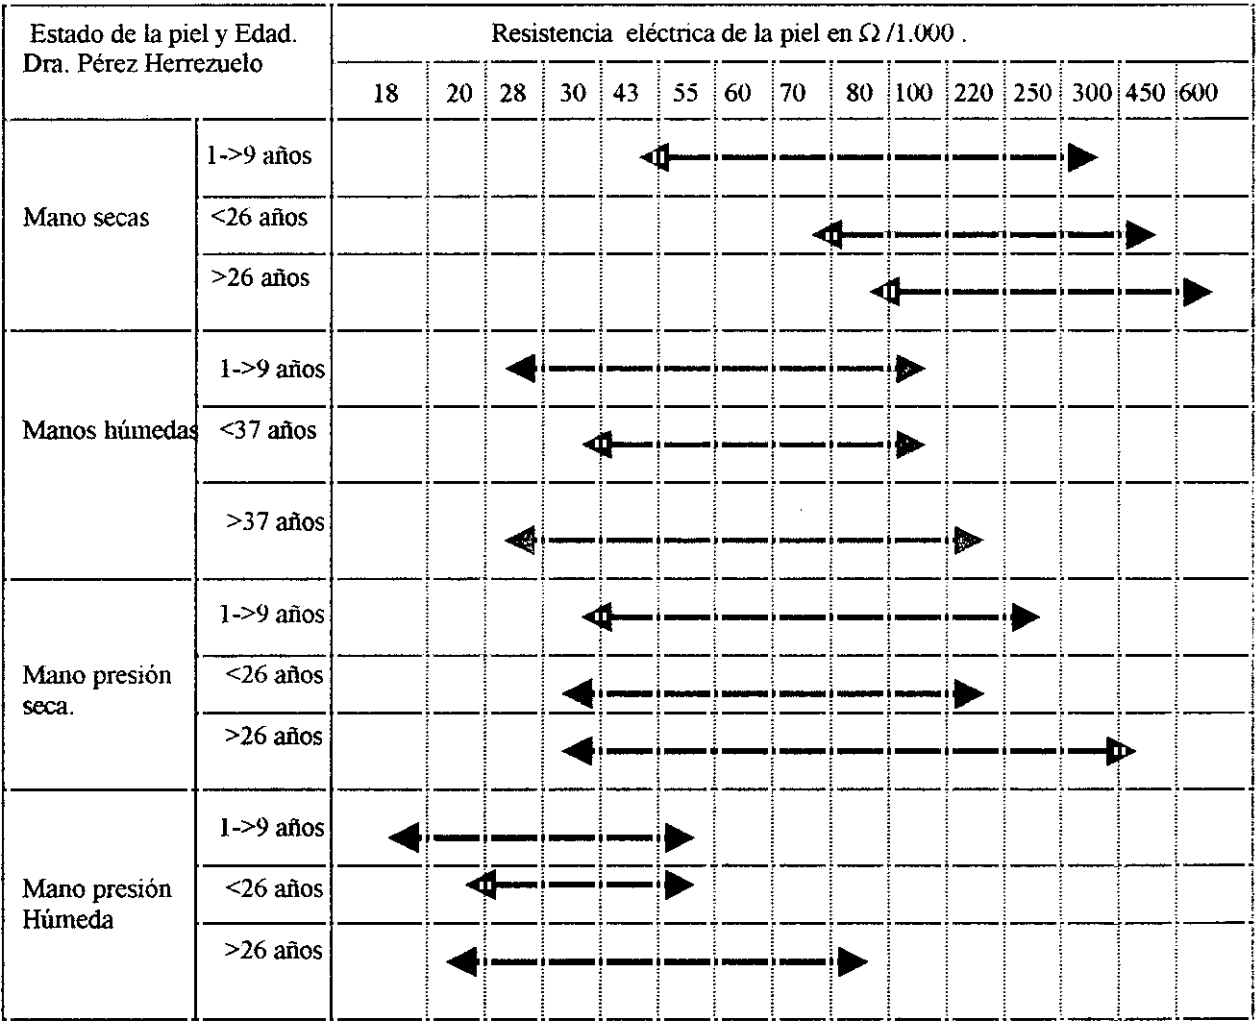 Estado de la piel y Edad.
Dra. Pérez Herrezuelo
Resistencia eléctrica de la piel en Ω /1.000 .
18 20 28 30 43 55 60 70 80 100 220 250 300 450 600
Mano secas
1->9 años
<26 años
>26 años
Manos húmedas
1->9 años
<37 años
>37 años
Mano presión
seca.
1->9 años
<26 años
>26 años
Mano presión
Húmeda
1->9 años
<26 años
>26 años